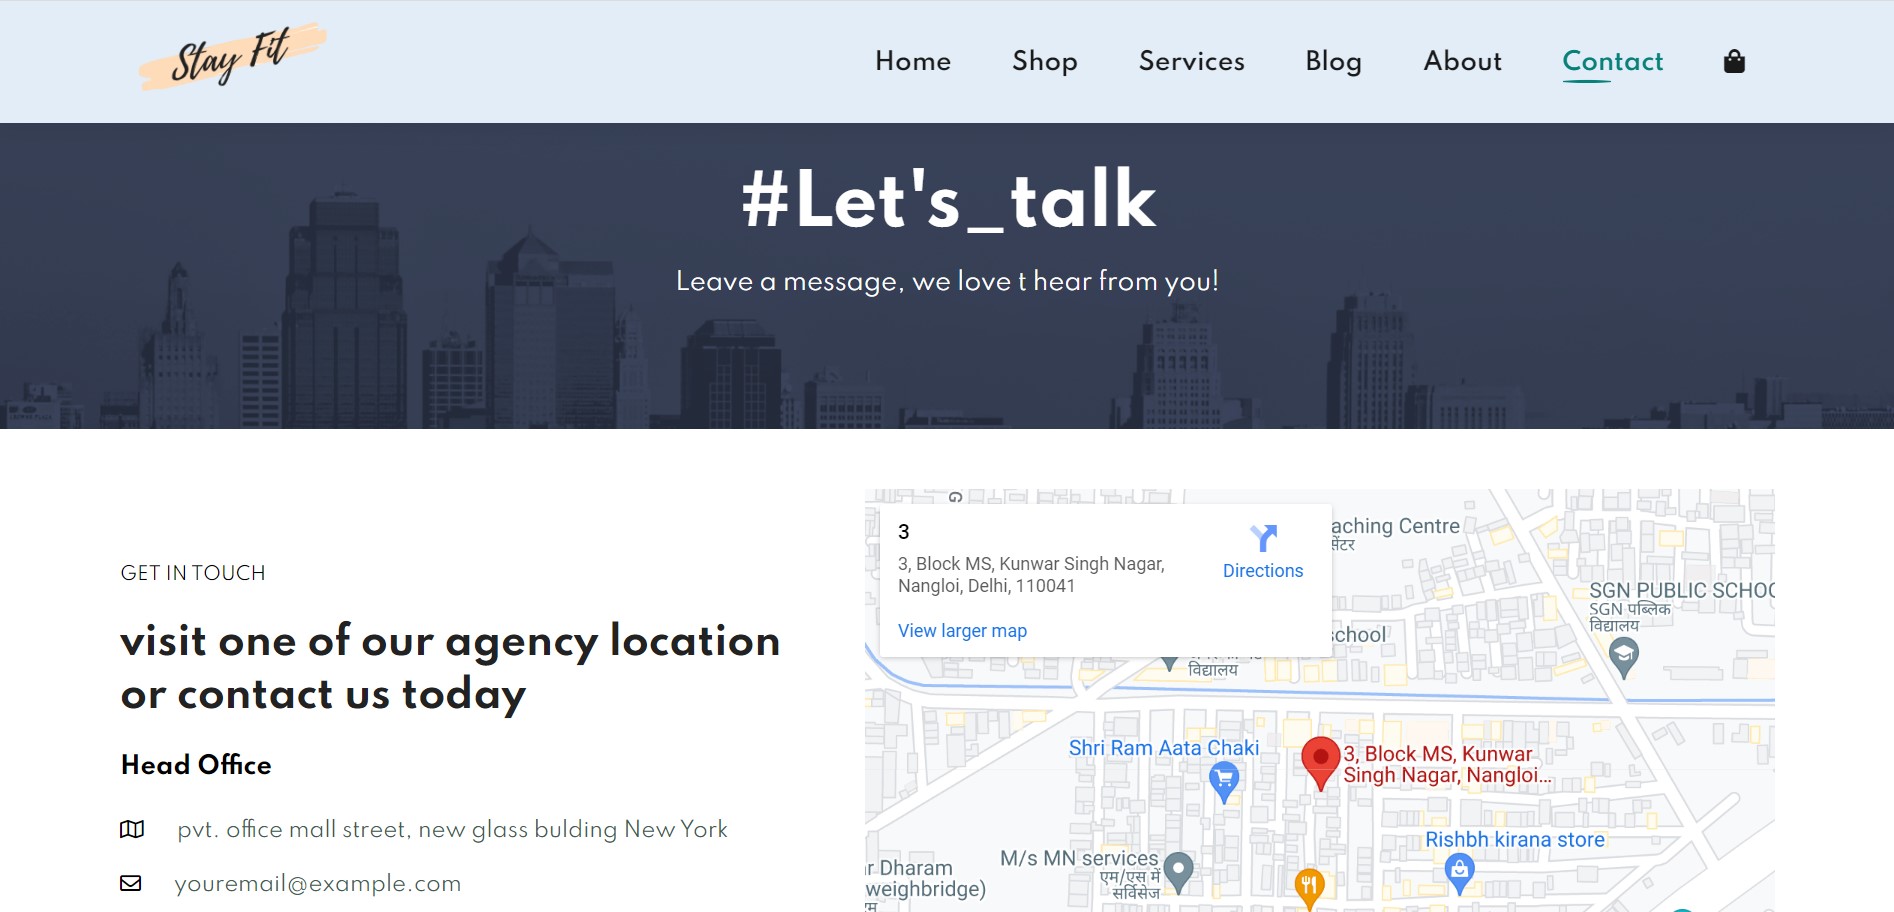 Stay Fit
Home Shop Services Blog About Contact
#Let's_talk
Leave a message, we love t hear from you!
GET IN TOUCH
visit one of our agency location
or contact us today
Head Office
pvt. office mall street, new glass bulding New York
youremail@example.com
G
3
3, Block MS, Kunwar Singh Nagar,
Nangloi, Delhi, 110041
Directions
View larger map
aching Centre
सेंटर
SGN PUBLIC SCHOO
SGN पब्लिक
विद्यालय
school
विद्यालय
Shri Ram Aata Chaki
3, Block MS, Kunwar
Singh Nagar, Nangloi...
Rishbh kirana store
M/s MN services
एम/एस में
सर्विसेज
r Dharam
weighbridge)